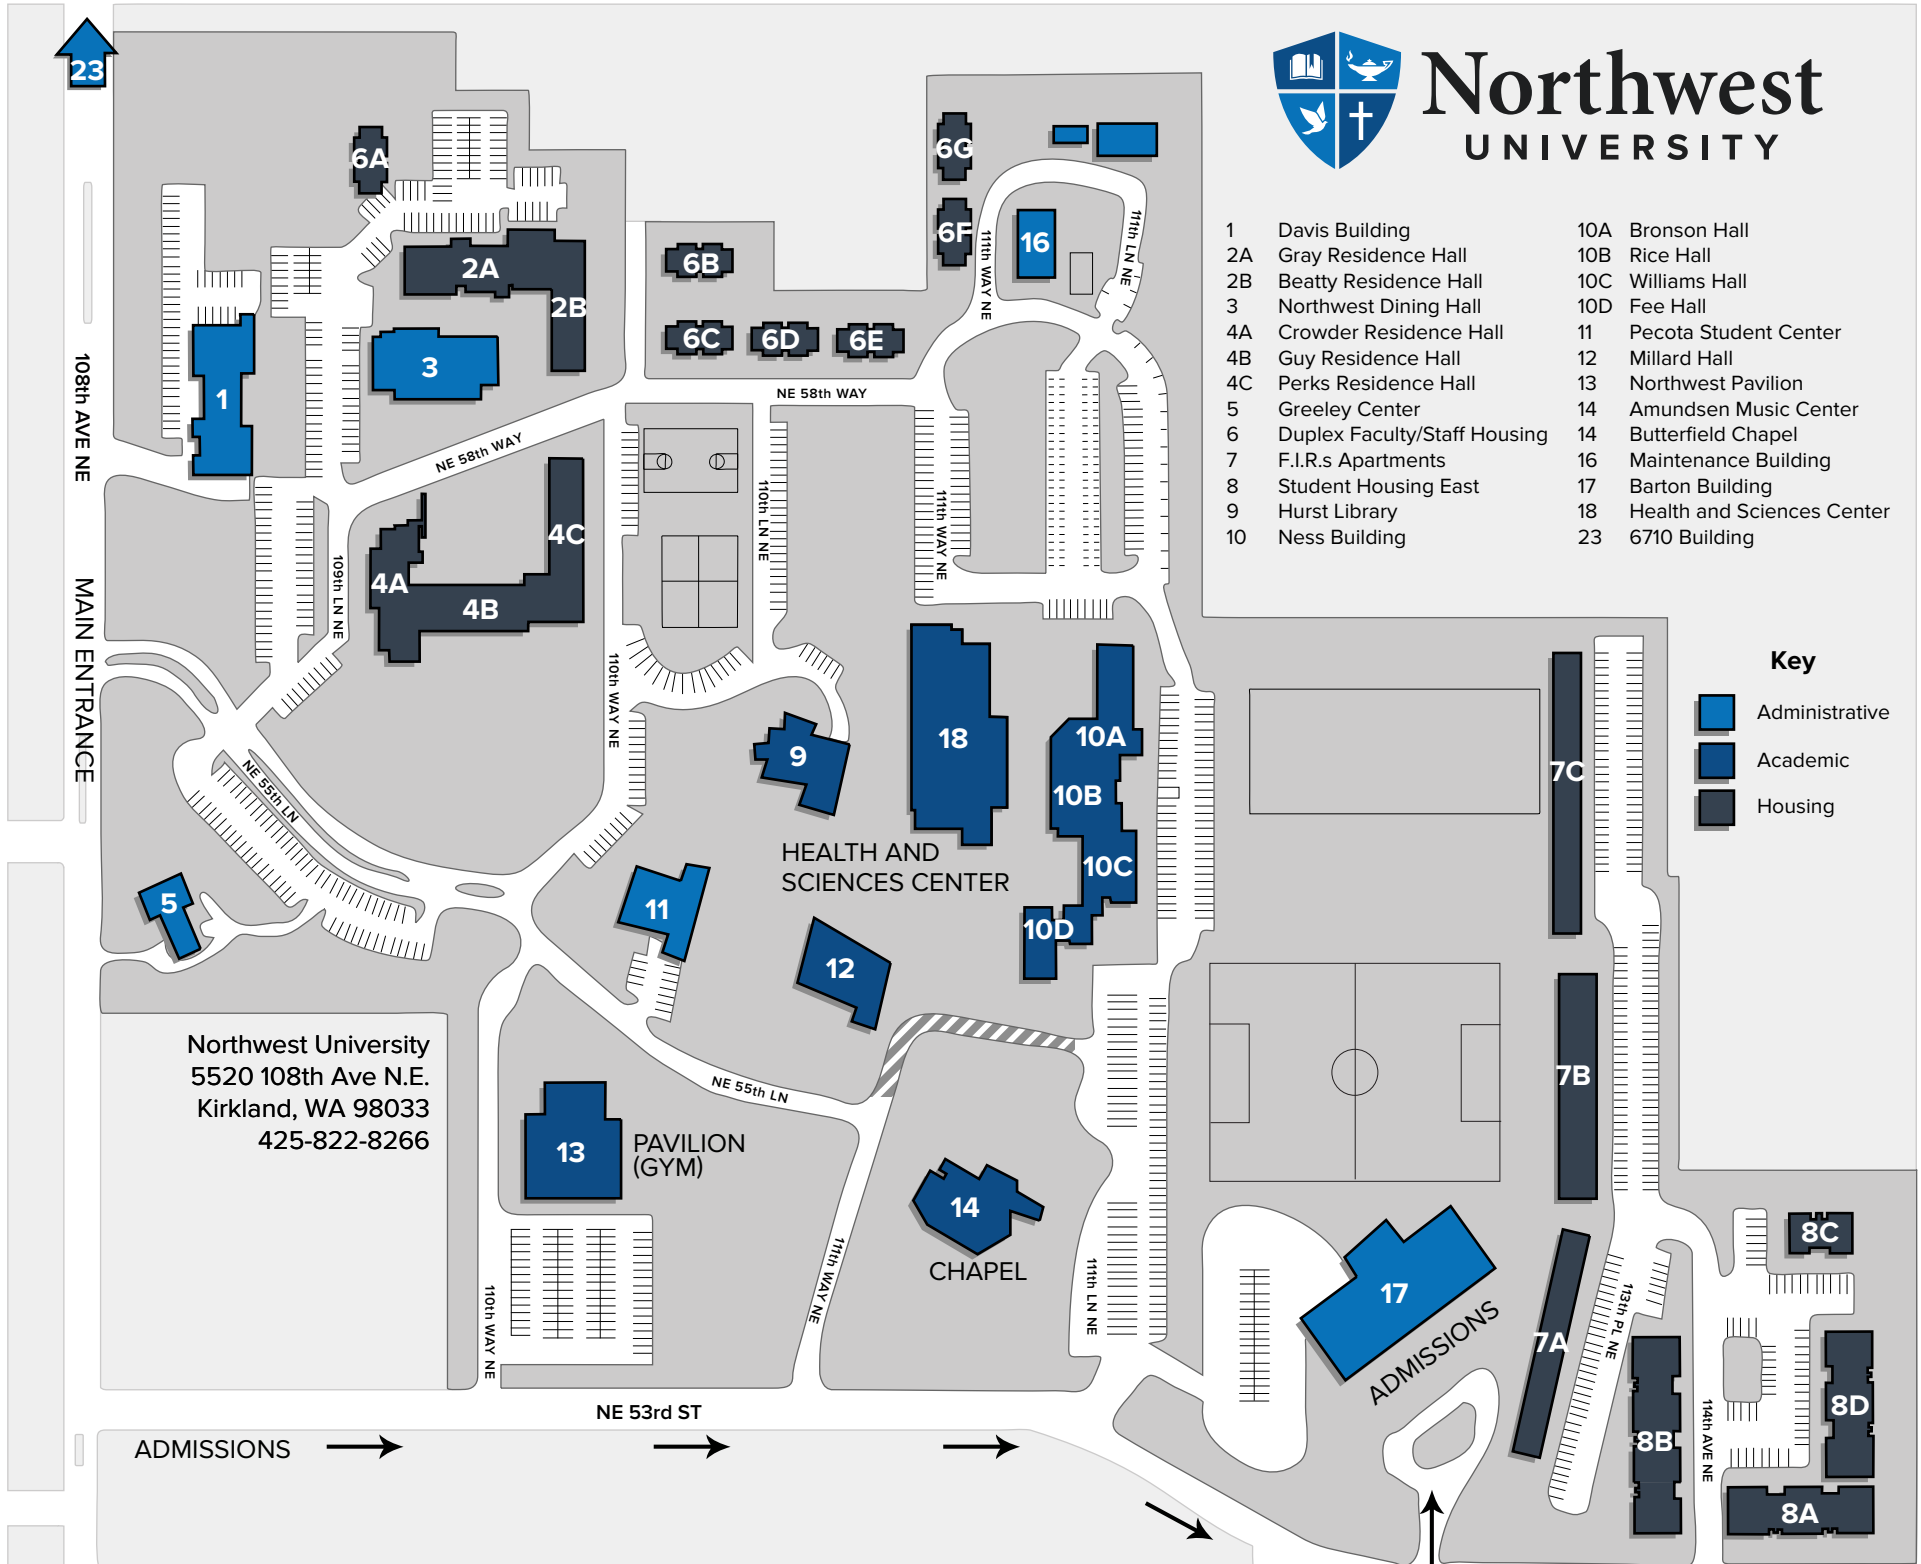 23
Northwest
UNIVERSITY
1 Davis Building
2A Gray Residence Hall
2B Beatty Residence Hall
3 Northwest Dining Hall
4A Crowder Residence Hall
4B Guy Residence Hall
4C Perks Residence Hall
5 Greeley Center
6 Duplex Faculty/Staff Housing
7 F.I.R.s Apartments
8 Student Housing East
9 Hurst Library
10 Ness Building
10A Bronson Hall
10B Rice Hall
10C Williams Hall
10D Fee Hall
11 Pecota Student Center
12 Millard Hall
13 Northwest Pavilion
14 Amundsen Music Center
14 Butterfield Chapel
16 Maintenance Building
17 Barton Building
18 Health and Sciences Center
23 6710 Building
Key
Administrative
Academic
Housing
6A
6G
6F
16
111th WAY NE
111th LN NE
2A
2B
6B
6C
6D
6E
1
3
108th AVE NE
NE 58th WAY
NE 58th WAY
4A
4B
4C
109th LN NE
110th LN NE
111th WAY NE
MAIN ENTRANCE
110th WAY NE
9
18
10A
10B
10C
10D
7C
NE 55th LN
HEALTH AND
SCIENCES CENTER
5
11
12
Northwest University
5520 108th Ave N.E.
Kirkland, WA 98033
425-822-8266
NE 55th LN
7B
13
PAVILION
(GYM)
14
CHAPEL
8C
110th WAY NE
111th WAY NE
111th LN NE
17
ADMISSIONS
7A
113th PL NE
8B
114th AVE NE
8D
8A
NE 53rd ST
ADMISSIONS